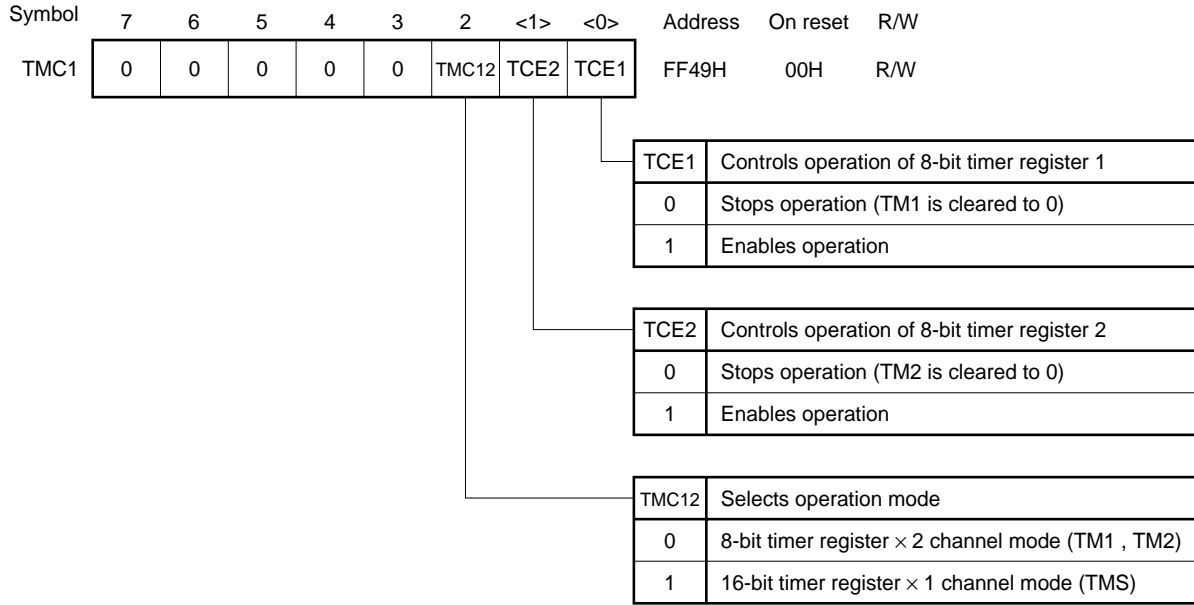 Symbol 7 6 5 4 3 2 <1> <0> Address On reset R/W
TMC1 0 0 0 0 0 TMC12 TCE2 TCE1 FF49H 00H R/W
TCE1 Controls operation of 8-bit timer register 1
0 Stops operation (TM1 is cleared to 0)
1 Enables operation
TCE2 Controls operation of 8-bit timer register 2
0 Stops operation (TM2 is cleared to 0)
1 Enables operation
TMC12 Selects operation mode
0 8-bit timer register × 2 channel mode (TM1 , TM2)
1 16-bit timer register × 1 channel mode (TMS)